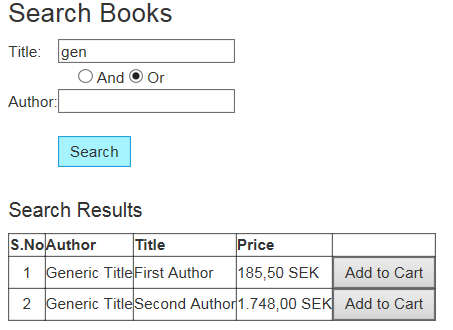 Search Books
Title: gen
And Or
Author:
Search
Search Results
S.No Author Title Price
1 Generic Title First Author 185,50 SEK Add to Cart
2 Generic Title Second Author 1.748,00 SEK Add to Cart